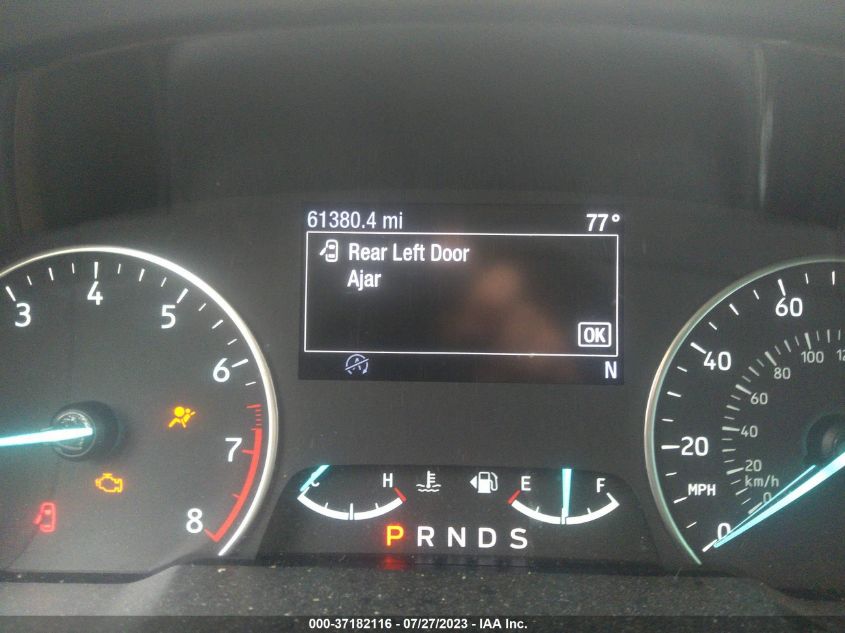 61380.4 mi 77°
Rear Left Door
Ajar
OK
N
3 4 5 6 7 8
H E F
P R N D S
0 20 40 60
MPH
0 20 40 60 80 100
km/h
000-37182116 - 07/27/2023 - IAA Inc.